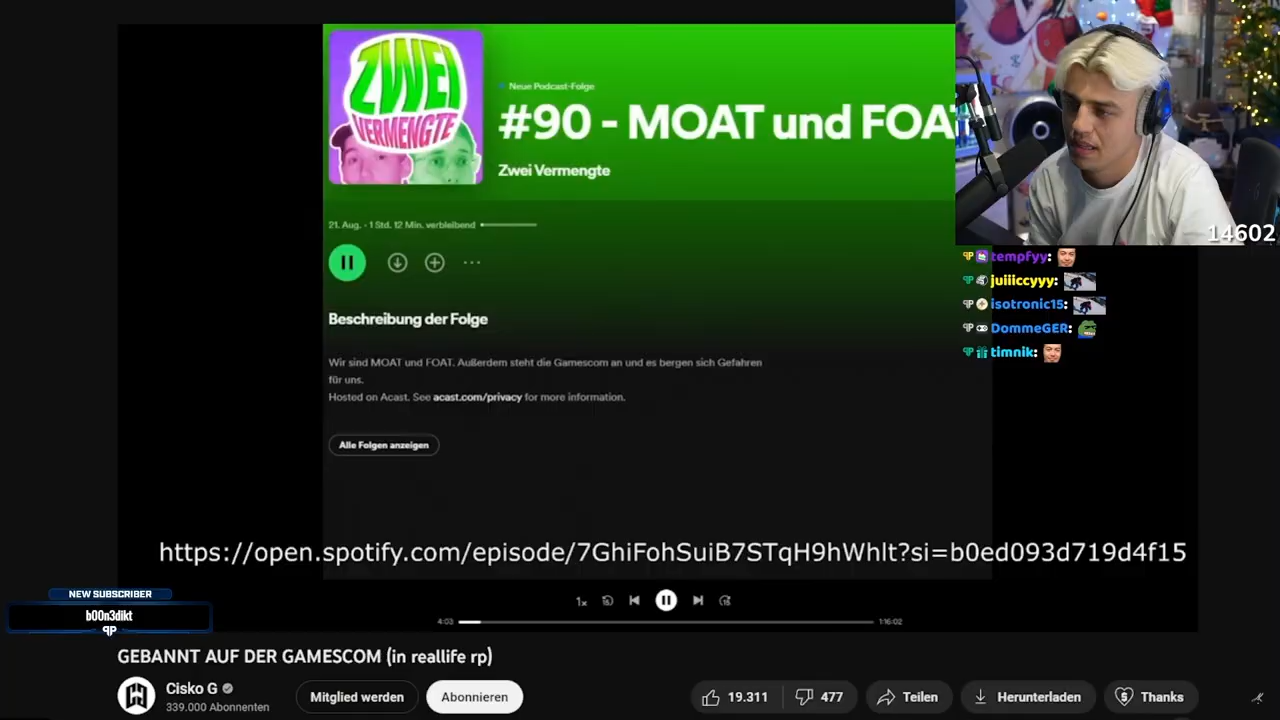 ZWEI
VERMENGTE
Neue Podcast-Folge
#90 - MOAT und FOAT
Zwei Vermengte
21. Aug. · 1 Std. 12 Min. verbleibend
Beschreibung der Folge
Wir sind MOAT und FOAT. Außerdem steht die Gamescom an und es bergen sich Gefahren
für uns.
Hosted on Acast. See acast.com/privacy for more information.
Alle Folgen anzeigen
14602
tempfyy:
juiiiccyyy:
isotronic15:
DommeGER:
timnik:
https://open.spotify.com/episode/7GhiFohSuiB7STqH9hWhlt?si=b0ed093d719d4f15
1x
4:03
1:16:02
NEW SUBSCRIBER
b00n3dikt
GEBANNT AUF DER GAMESCOM (in reallife rp)
Cisko G
339.000 Abonnenten
Mitglied werden
Abonnieren
19.311
477
Teilen
Herunterladen
Thanks